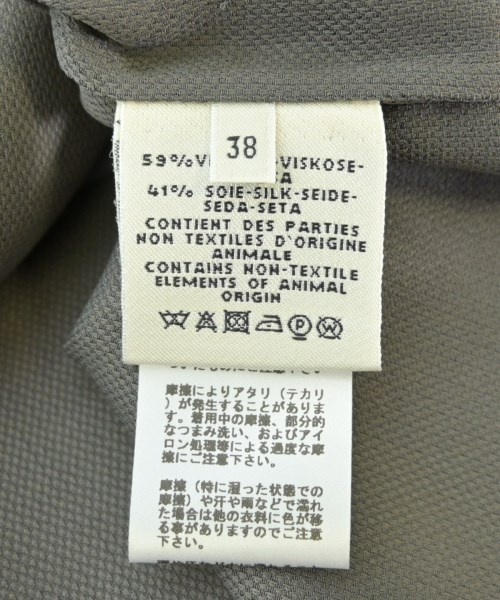 38
59% -VISKOSE-
41% SOIE-SILK-SEIDE-
SEDA-SETA
CONTIENT DES PARTIES
NON TEXTILES D'ORIGINE
ANIMALE
CONTAINS NON-TEXTILE
ELEMENTS OF ANIMAL
ORIGIN
P W
摩擦によりアタリ（テカリ
）が発生することがありま
す。着用中の摩擦、部分的
なつまみ洗い、およびアイ
ロン処理等による過度な摩
擦にご注意下さい。
摩擦（特に湿った状態での
摩擦）や汗や雨などで濡れ
た場合は他の衣料に色が移
る事がありますのでご注意
下さい。